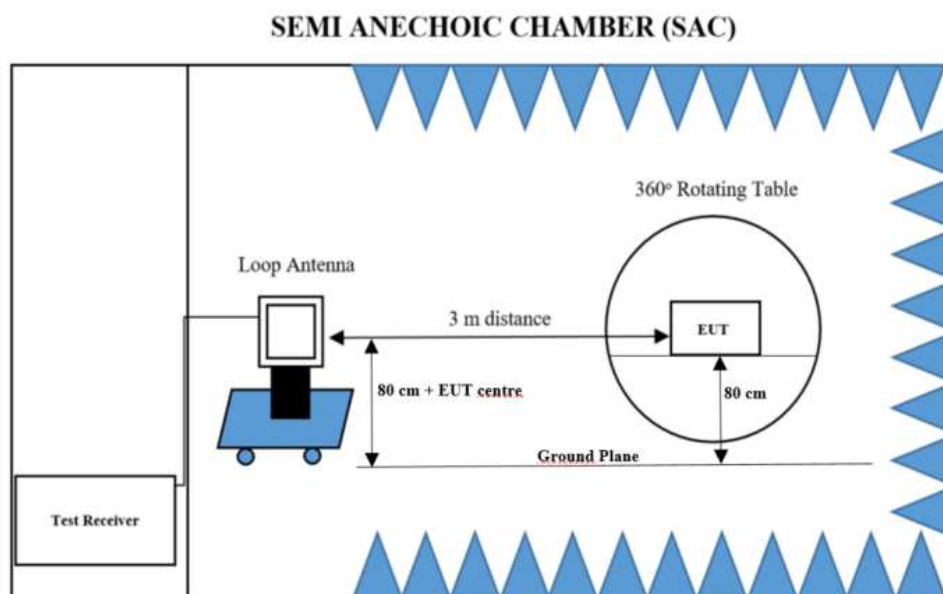 SEMI ANECHOIC CHAMBER (SAC)
360° Rotating Table
Loop Antenna
3 m distance
EUT
80 cm + EUT centre
80 cm
Ground Plane
Test Receiver